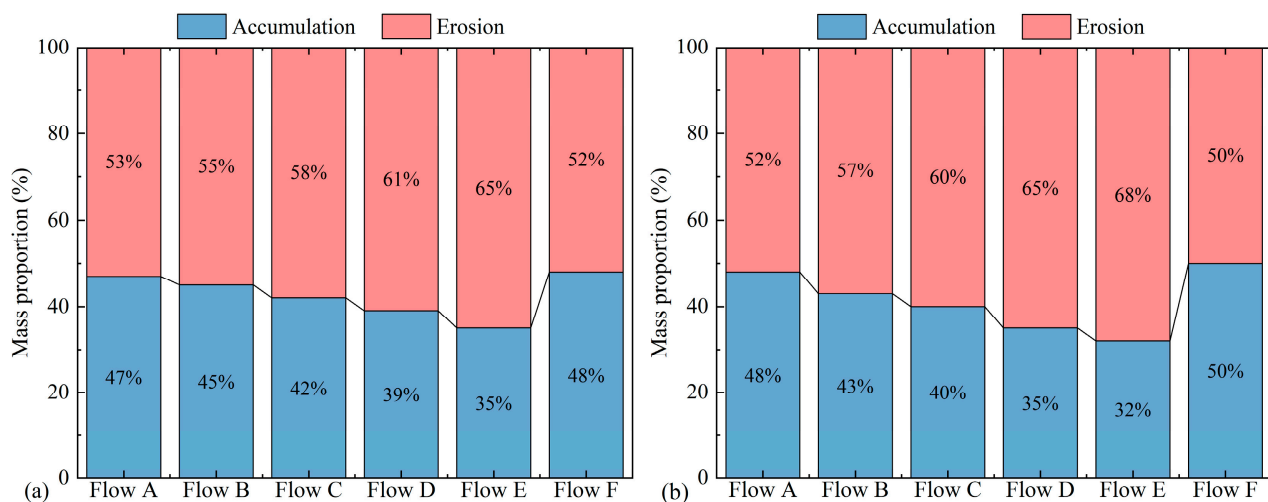 Accumulation Erosion
Mass proportion (%)
100
80
60
40
20
0
53% 55% 58% 61% 65% 52%
47% 45% 42% 39% 35% 48%
Flow A Flow B Flow C Flow D Flow E Flow F
(a)
Accumulation Erosion
Mass proportion (%)
100
80
60
40
20
0
52% 57% 60% 65% 68% 50%
48% 43% 40% 35% 32% 50%
Flow A Flow B Flow C Flow D Flow E Flow F
(b)